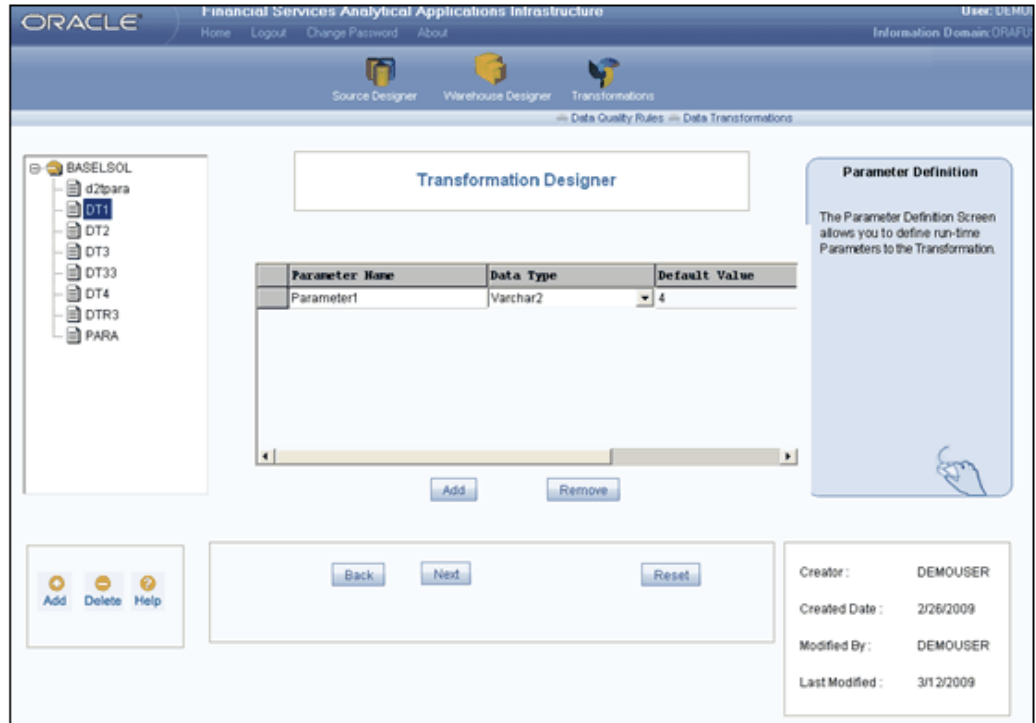 Financial Services Analytical Applications Infrastructure
User: DEMO
ORACLE
Home Logout Change Password About
Information Domain:ORAFU
Source Designer Warehouse Designer Transformations
Data Quality Rules Data Transformations
BASELSOL
d2tpara
DT1
DT2
DT3
DT33
DT4
DTR3
PARA
Transformation Designer
Parameter Name Data Type Default Value
Parameter1 Varchar2 4
Add Remove
Parameter Definition
The Parameter Definition Screen
allows you to define run-time
Parameters to the Transformation.
Add Delete Help
Back Next Reset
Creator : DEMOUSER
Created Date : 2/26/2009
Modified By : DEMOUSER
Last Modified : 3/12/2009